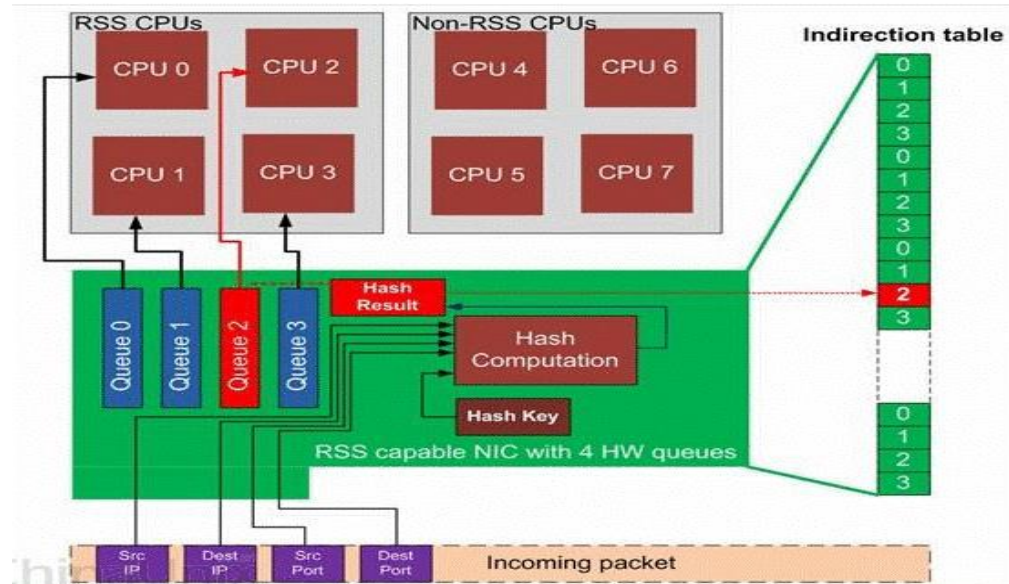 RSS CPUs
CPU 0
CPU 2
CPU 1
CPU 3
Non-RSS CPUs
CPU 4
CPU 6
CPU 5
CPU 7
Indirection table
0
1
2
3
0
1
2
3
0
1
2
3
0
1
2
3
Queue 0
Queue 1
Queue 2
Queue 3
Hash
Result
Hash
Computation
Hash Key
RSS capable NIC with 4 HW queues
Src
IP
Dest
IP
Src
Port
Dest
Port
Incoming packet